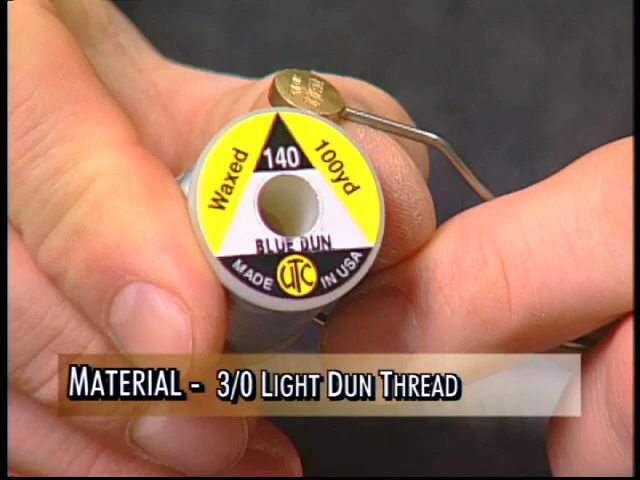 140
Waxed 100yd
BLUE DUN
MADE UTC IN USA
MATERIAL - 3/0 LIGHT DUN THREAD